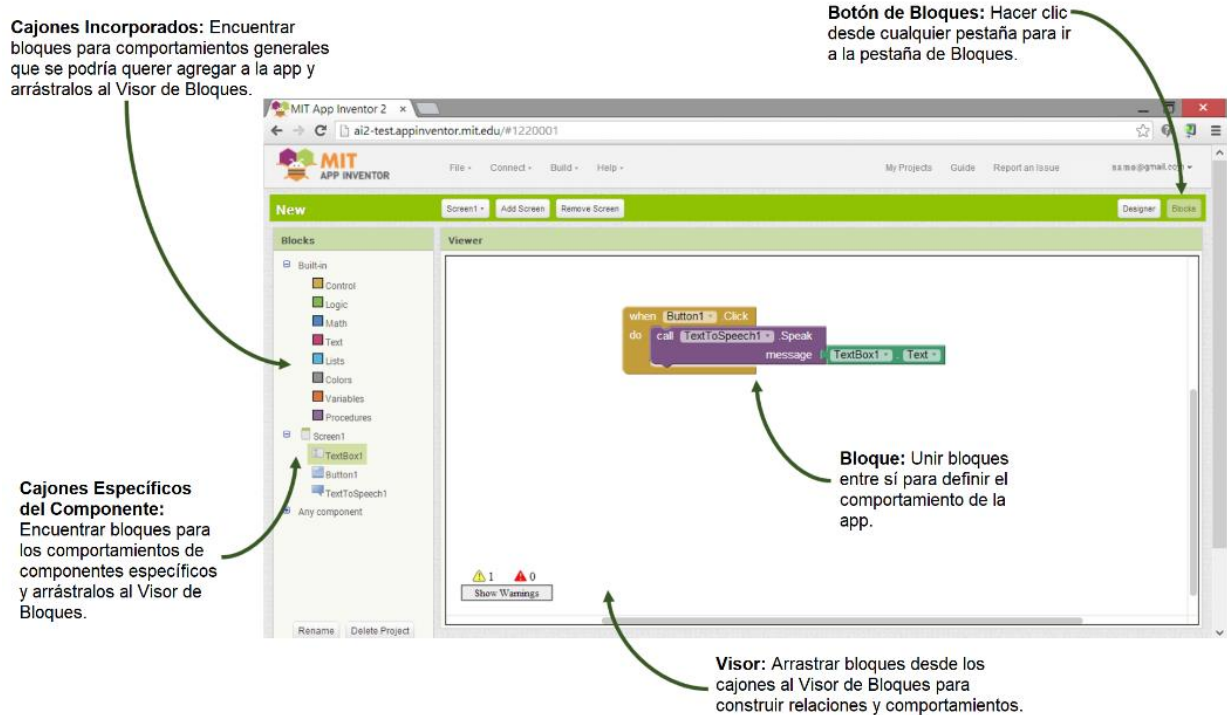 Cajones Incorporados: Encuentrar
bloques para comportamientos generales
que se podría querer agregar a la app y
arrástralos al Visor de Bloques.
Botón de Bloques: Hacer clic
desde cualquier pestaña para ir
a la pestaña de Bloques.
MIT App Inventor 2
ai2-test.appinventor.mit.edu/#1220001
MIT
APP INVENTOR
File
Connect
Build
Help
My Projects
Guide
Report an Issue
New
Screen1
Add Screen
Remove Screen
Designer
Blocks
Blocks
Viewer
Built-in
Control
Logic
Math
Text
Lists
Colors
Variables
Procedures
Screen1
TextBox1
Button1
TextToSpeech1
Any component
Rename
Delete Project
when Button1 .Click
do call TextToSpeech1 .Speak
message TextBox1 . Text
1 0
Show Warnings
Cajones Específicos
del Componente:
Encuentrar bloques para
los comportamientos de
componentes específicos
y arrástralos al Visor de
Bloques.
Bloque: Unir bloques
entre sí para definir el
comportamiento de la
app.
Visor: Arrastrar bloques desde los
cajones al Visor de Bloques para
construir relaciones y comportamientos.